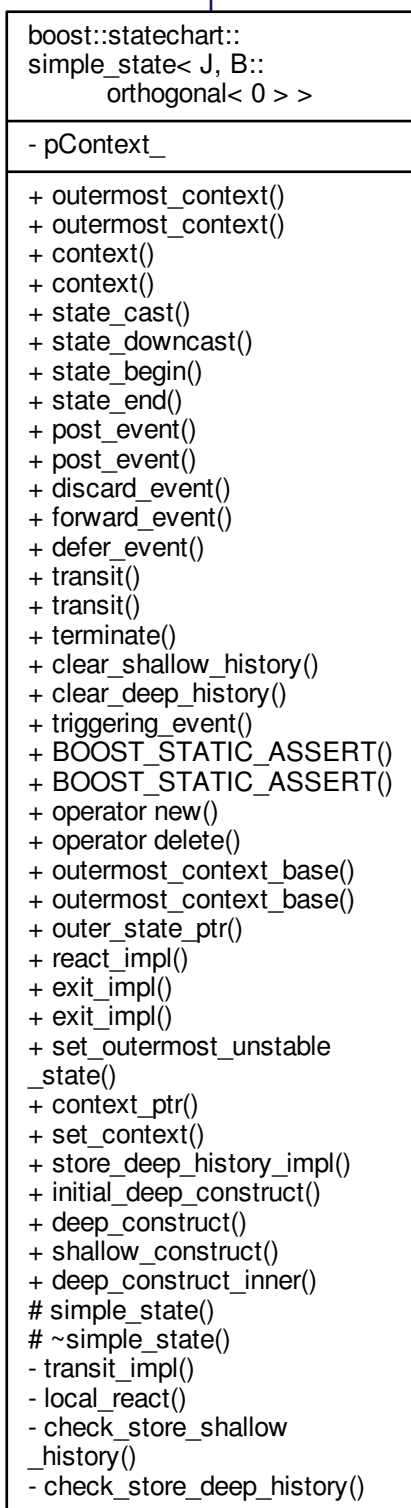 boost::statechart::
simple_state< J, B::
orthogonal< 0 > >
- pContext_
+ outermost_context()
+ outermost_context()
+ context()
+ context()
+ state_cast()
+ state_downcast()
+ state_begin()
+ state_end()
+ post_event()
+ post_event()
+ discard_event()
+ forward_event()
+ defer_event()
+ transit()
+ transit()
+ terminate()
+ clear_shallow_history()
+ clear_deep_history()
+ triggering_event()
+ BOOST_STATIC_ASSERT()
+ BOOST_STATIC_ASSERT()
+ operator new()
+ operator delete()
+ outermost_context_base()
+ outermost_context_base()
+ outer_state_ptr()
+ react_impl()
+ exit_impl()
+ exit_impl()
+ set_outermost_unstable
_state()
+ context_ptr()
+ set_context()
+ store_deep_history_impl()
+ initial_deep_construct()
+ deep_construct()
+ shallow_construct()
+ deep_construct_inner()
# simple_state()
# ~simple_state()
- transit_impl()
- local_react()
- check_store_shallow
_history()
- check_store_deep_history()